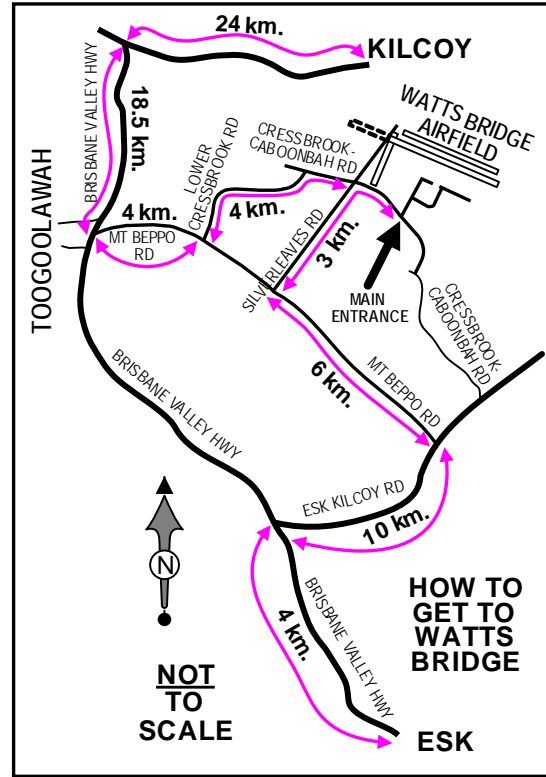 24 km.
KILCOY
BRISBANE VALLEY HWY
18.5 km.
WATTS BRIDGE
AIRFIELD
CRESSBROOK-
CABOONBAH RD
LOWER
CRESSBROOK RD
TOOGOOLAWAH
4 km.
MT BEPPO
RD
4 km.
SILVERLEAVES RD
3 km.
MAIN
ENTRANCE
CRESSBROOK-
CABOONBAH RD
BRISBANE VALLEY HWY
6 km.
MT BEPPO RD
ESK KILCOY RD
10 km.
N
4 km.
BRISBANE VALLEY HWY
HOW TO
GET TO
WATTS
BRIDGE
NOT
TO
SCALE
ESK